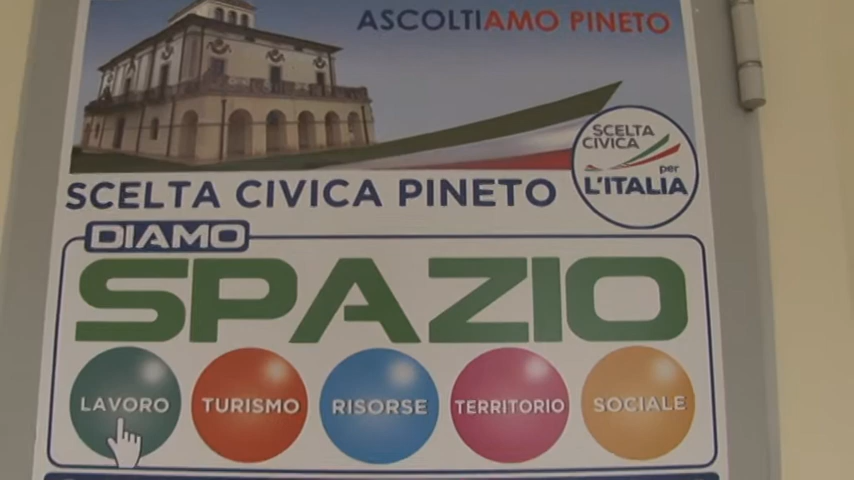 ASCOLTIAMO PINETO
SCELTA
CIVICA
per
L'ITALIA
SCELTA CIVICA PINETO
DIAMO
SPAZIO
LAVORO
TURISMO
RISORSE
TERRITORIO
SOCIALE